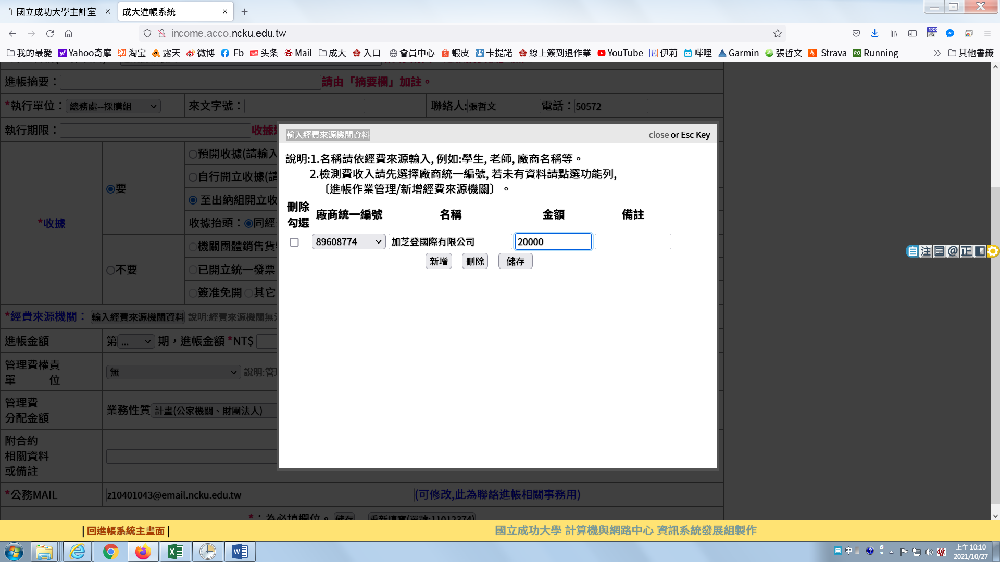 國立成功大學主計室
成大進帳系統
income.acco.ncku.edu.tw
133
我的最愛 Yahoo奇摩 淘宝 露天 微博 Fb 头条 Mail 成大 入口 會員中心 蝦皮 卡提諾 線上簽到退作業 YouTube 伊莉 哔哩 Garmin 張哲文 Strava Running 其他書籤
進帳摘要：請由「摘要欄」加註。
*執行單位：總務處--採購組 來文字號： 聯絡人:張哲文 電話：50572
執行期限： 收據
輸入經費來源機關資料
close or Esc Key
說明:1.名稱請依經費來源輸入, 例如:學生, 老師, 廠商名稱等。
2.檢測費收入請先選擇廠商統一編號, 若未有資料請點選功能列,
〔進帳作業管理/新增經費來源機關〕。
刪除
勾選
廠商統一編號 名稱 金額 備註
89608774 加芝登國際有限公司 20000
新增 刪除 儲存
*收據
要
預開收據(請輸入
自行開立收據(請
至出納組開立收
收據抬頭：同經
不要
機關團體銷售貨
已開立統一發票
簽准免開 其它
自 注 @ 正
*經費來源機關： 輸入經費來源機關資料 說明:經費來源機關無
進帳金額 第 ... 期，進帳金額 *NT$
管理費權責
單 位
無 說明:管
管理費
分配金額
業務性質 計畫(公家機關、財團法人)
附合約
相關資料
或備註
*公務MAIL z10401043@email.ncku.edu.tw (可修改,此為聯絡進帳相關事務用)
*：為必填欄位。 儲存 重新填寫(單號:11012374)
| 回進帳系統主畫面 |
國立成功大學 計算機與網路中心 資訊系統發展組製作
自 中
上午 10:10
2021/10/27